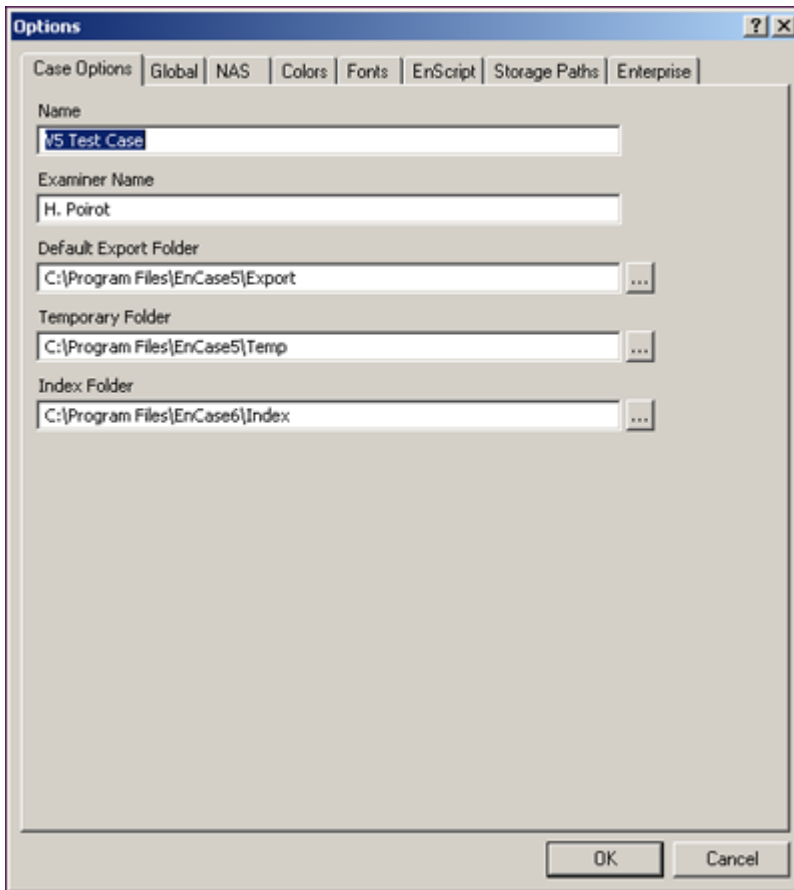 Options
Case Options Global NAS Colors Fonts EnScript Storage Paths Enterprise
Name
V5 Test Case
Examiner Name
H. Poirot
Default Export Folder
C:\Program Files\EnCase5\Export
...
Temporary Folder
C:\Program Files\EnCase5\Temp
...
Index Folder
C:\Program Files\EnCase6\Index
...
OK Cancel